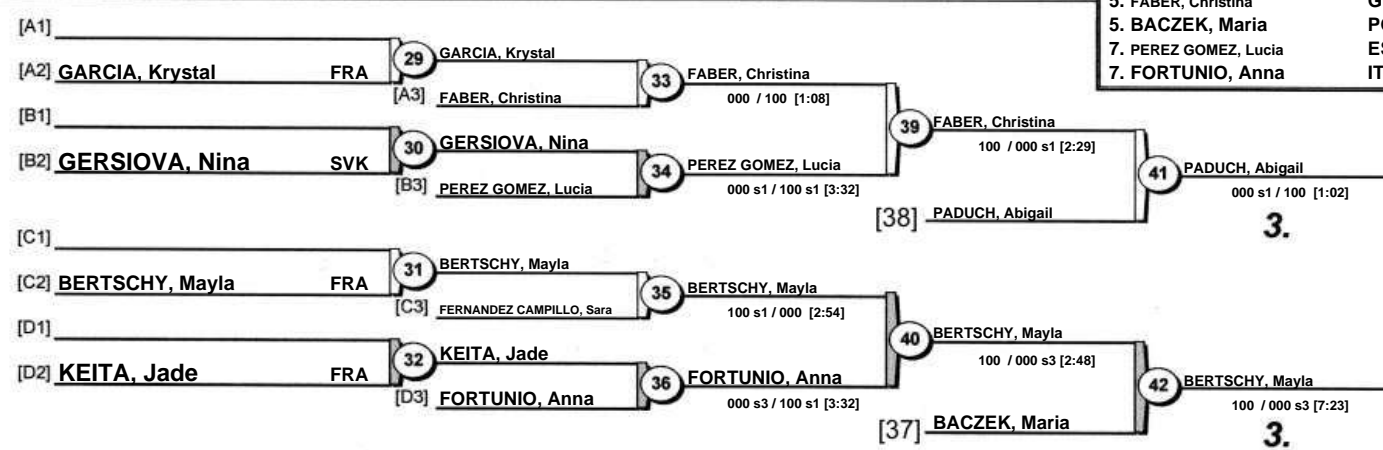 5. FABER, Christina G
5. BACZEK, Maria P
7. PEREZ GOMEZ, Lucia ES
7. FORTUNIO, Anna IT
[A1]
[A2] GARCIA, Krystal FRA
29
GARCIA, Krystal
[A3] FABER, Christina
33
FABER, Christina
000 / 100 [1:08]
[B1]
[B2] GERSIOVA, Nina SVK
30
GERSIOVA, Nina
[B3] PEREZ GOMEZ, Lucia
34
PEREZ GOMEZ, Lucia
000 s1 / 100 s1 [3:32]
39
FABER, Christina
100 / 000 s1 [2:29]
[38] PADUCH, Abigail
41
PADUCH, Abigail
000 s1 / 100 [1:02]
3.
[C1]
[C2] BERTSCHY, Mayla FRA
31
BERTSCHY, Mayla
[C3] FERNANDEZ CAMPILLO, Sara
35
BERTSCHY, Mayla
100 s1 / 000 [2:54]
[D1]
[D2] KEITA, Jade FRA
32
KEITA, Jade
[D3] FORTUNIO, Anna
36
FORTUNIO, Anna
000 s3 / 100 s1 [3:32]
40
BERTSCHY, Mayla
100 / 000 s3 [2:48]
[37] BACZEK, Maria
42
BERTSCHY, Mayla
100 / 000 s3 [7:23]
3.